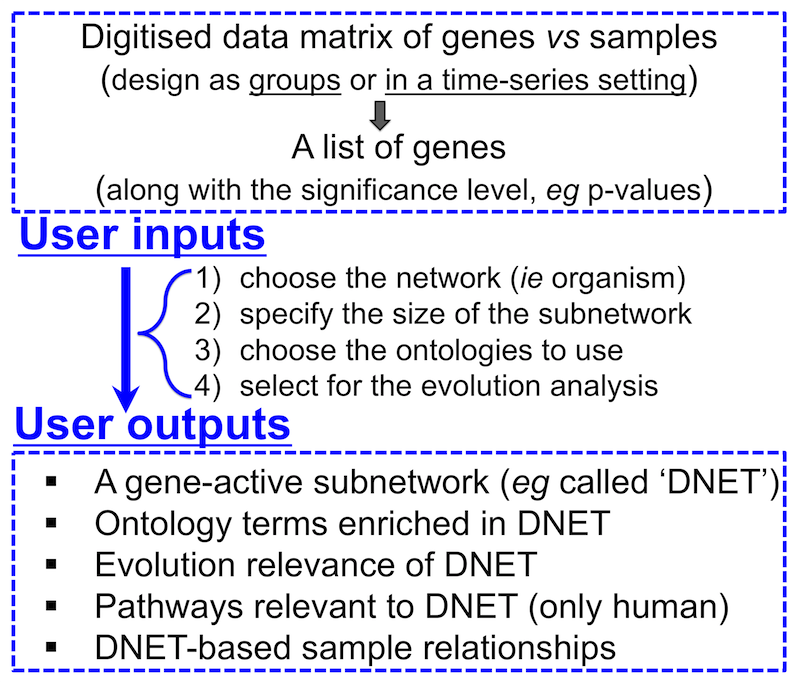 Digitised data matrix of genes vs samples
(design as groups or in a time-series setting)
A list of genes
(along with the significance level, eg p-values)
User inputs
1) choose the network (ie organism)
2) specify the size of the subnetwork
3) choose the ontologies to use
4) select for the evolution analysis
User outputs
▪ A gene-active subnetwork (eg called ‘DNET’)
▪ Ontology terms enriched in DNET
▪ Evolution relevance of DNET
▪ Pathways relevant to DNET (only human)
▪ DNET-based sample relationships